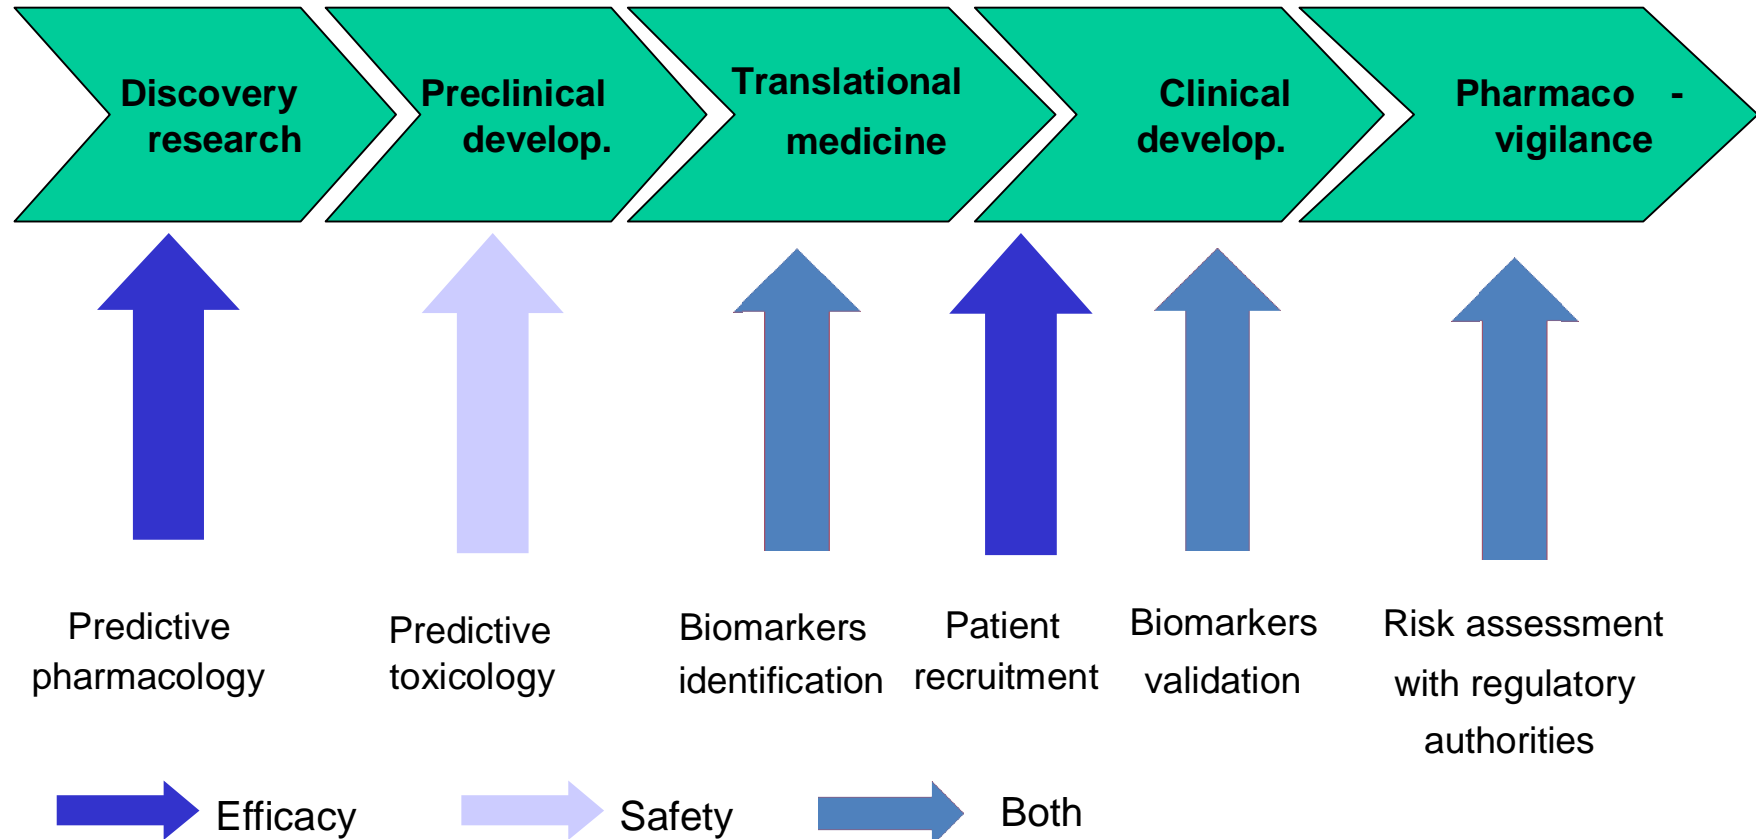 Discovery
research
Preclinical
develop.
Translational
medicine
Clinical
develop.
Pharmaco -
vigilance
Predictive
pharmacology
Predictive
toxicology
Biomarkers
identification
Patient
recruitment
Biomarkers
validation
Risk assessment
with regulatory
authorities
Efficacy
Safety
Both